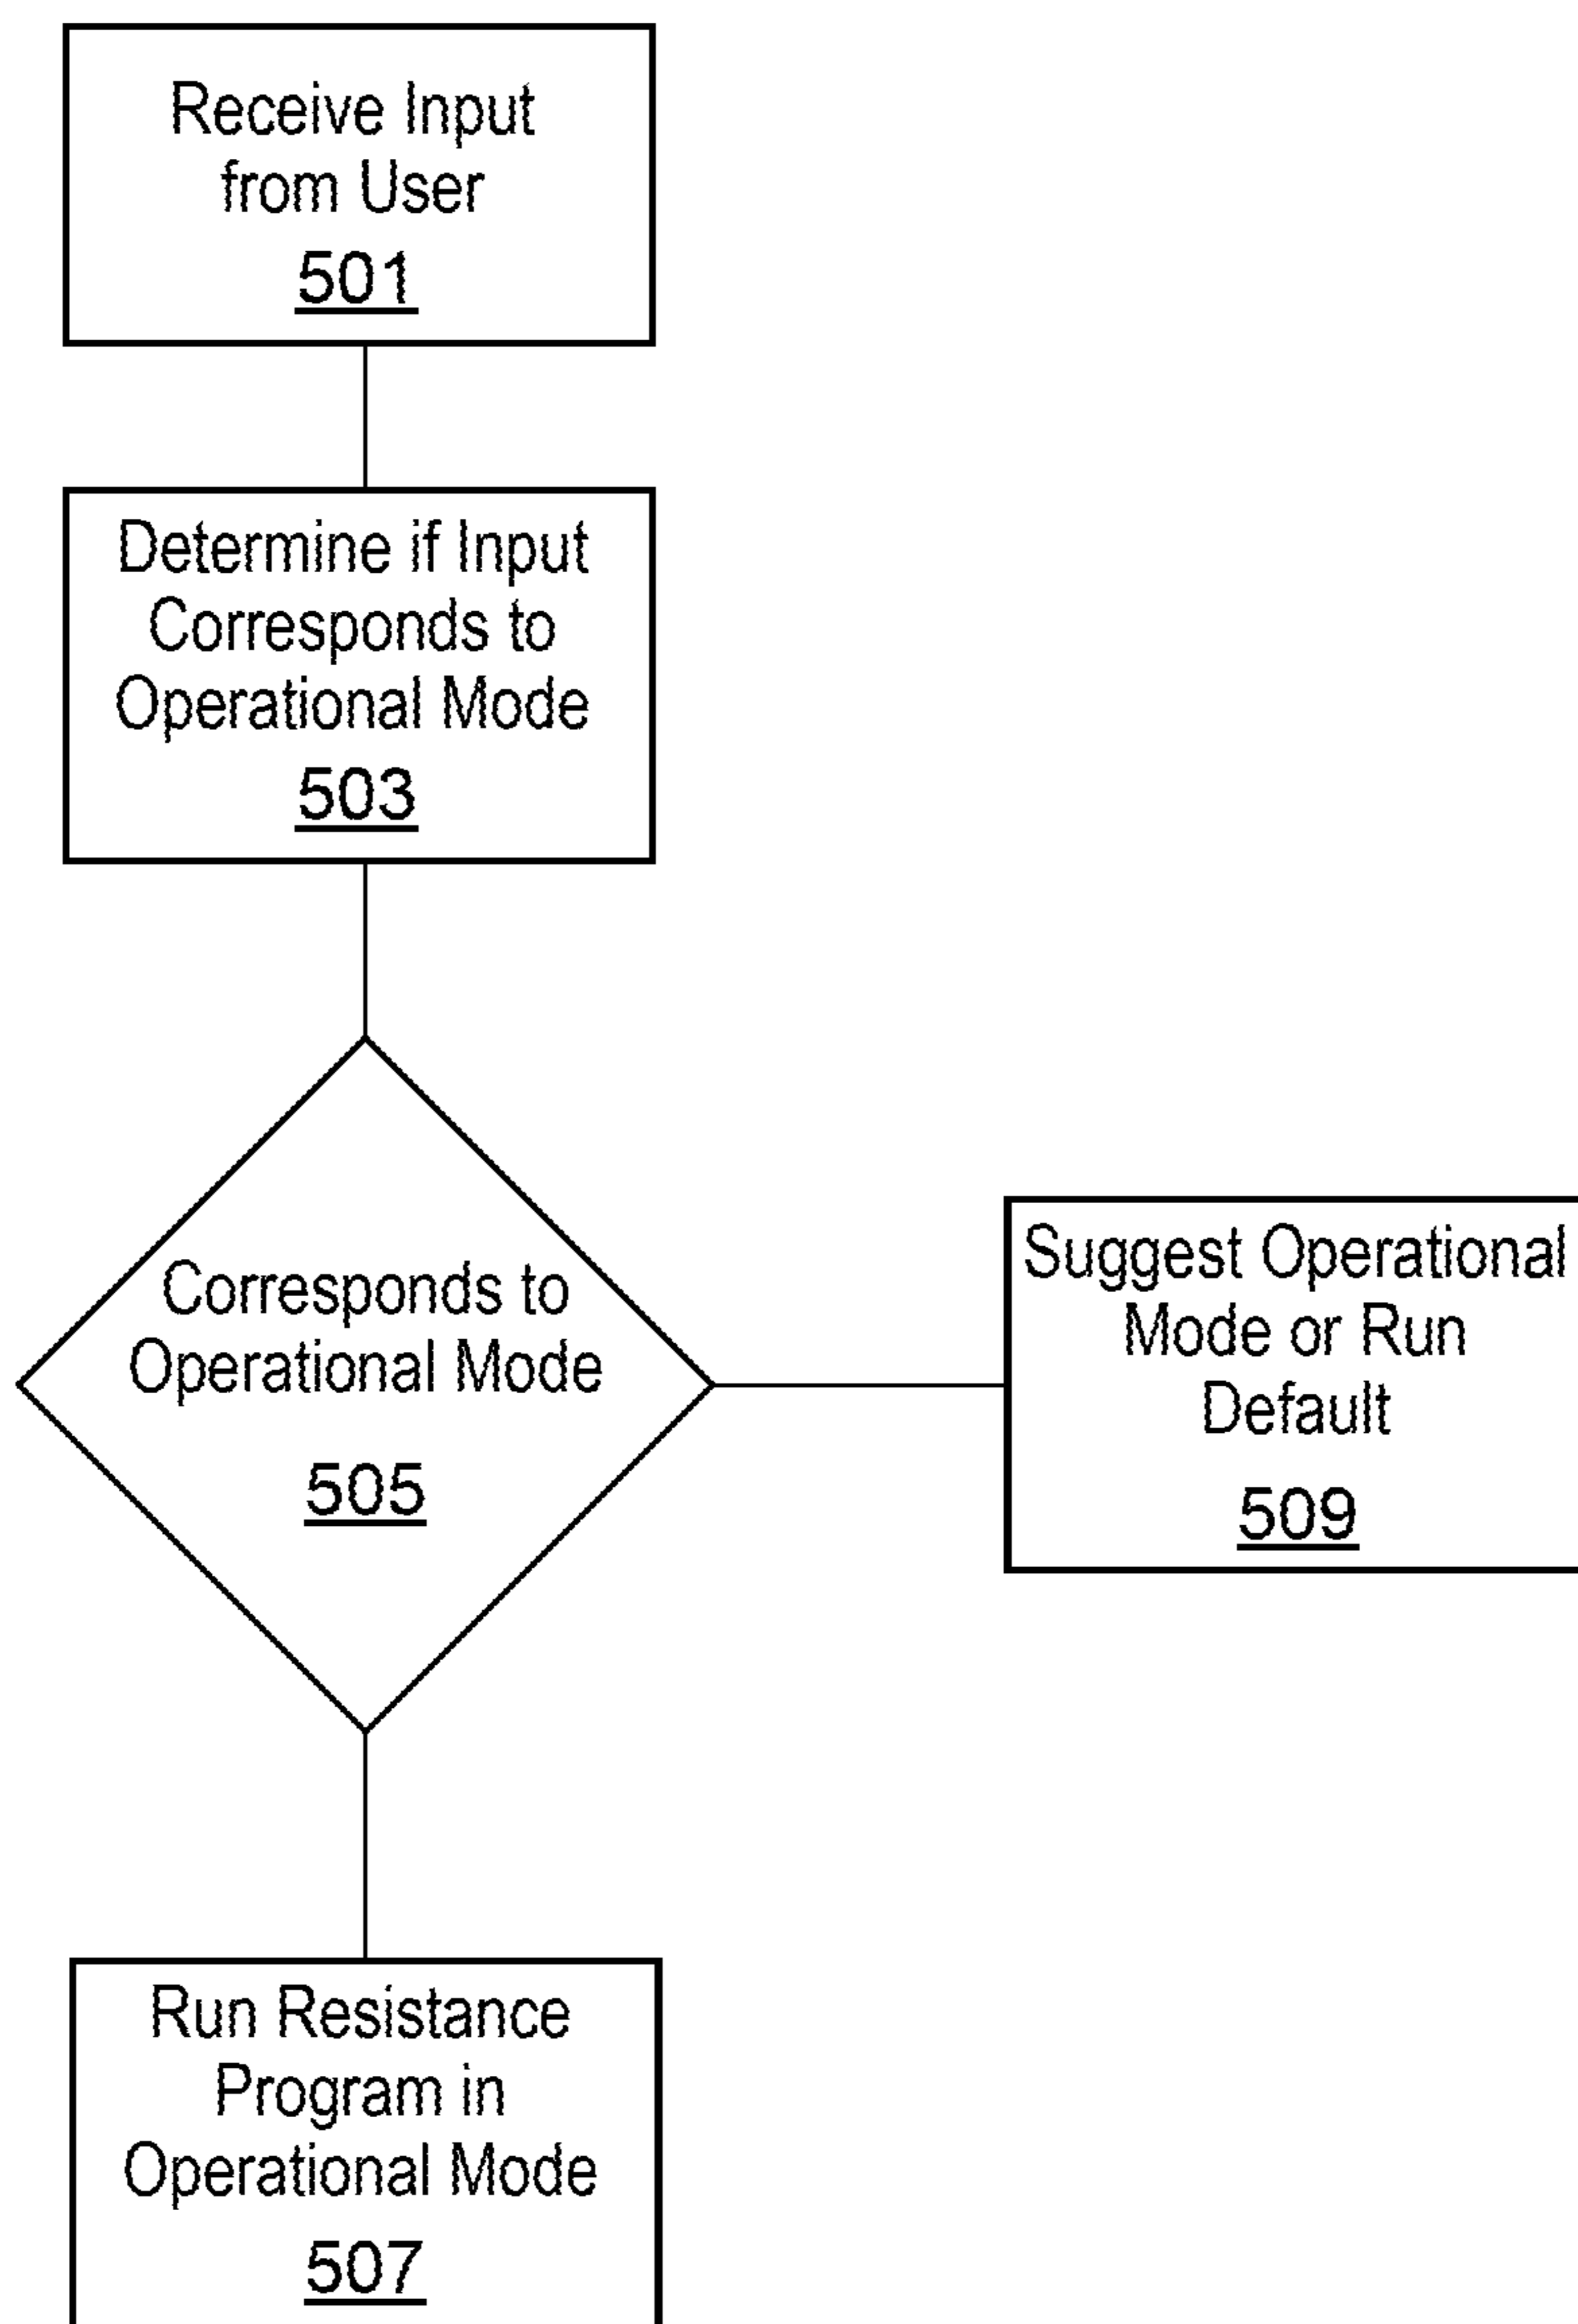 Receive Input
from User
501
Determine if Input
Corresponds to
Operational Mode
503
Corresponds to
Operational Mode
505
Suggest Operational
Mode or Run
Default
509
Run Resistance
Program in
Operational Mode
507